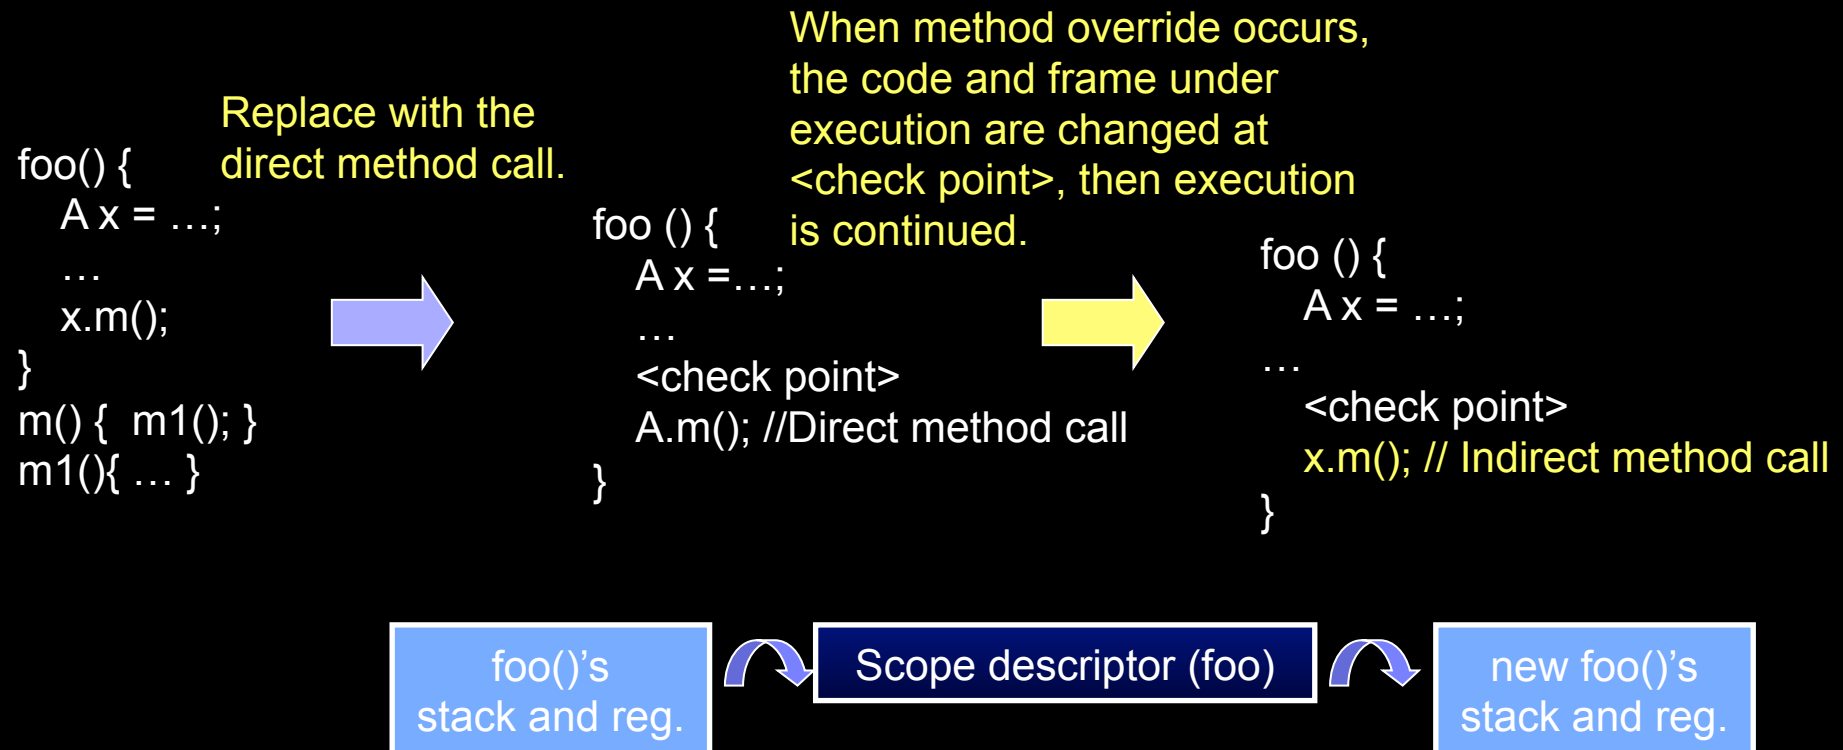 foo() {
A x = …;
…
x.m();
}
m() {  m1(); }
m1(){ … }
Replace with the
direct method call.
foo () {
A x =…;
…
<check point>
A.m(); //Direct method call
}
When method override occurs,
the code and frame under
execution are changed at
<check point>, then execution
is continued.
foo () {
A x = …;
…
<check point>
x.m(); // Indirect method call
}
foo()’s
stack and reg.
Scope descriptor (foo)
new foo()’s
stack and reg.